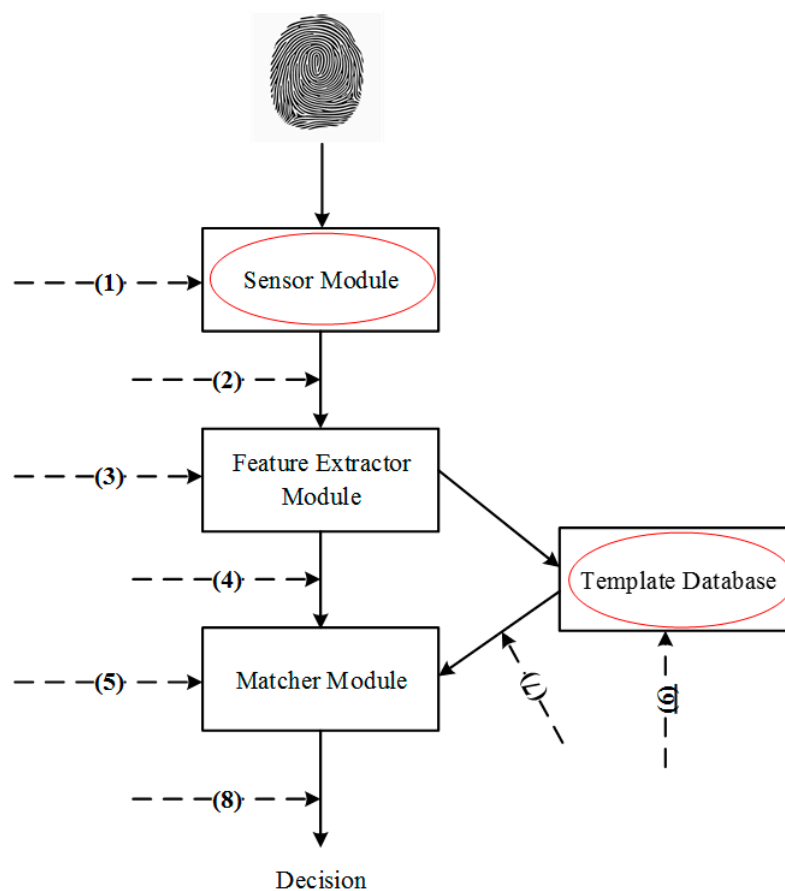 (1)
Sensor Module
(2)
(3)
Feature Extractor
Module
(4)
Template Database
(5)
Matcher Module
(7)
(6)
(8)
Decision